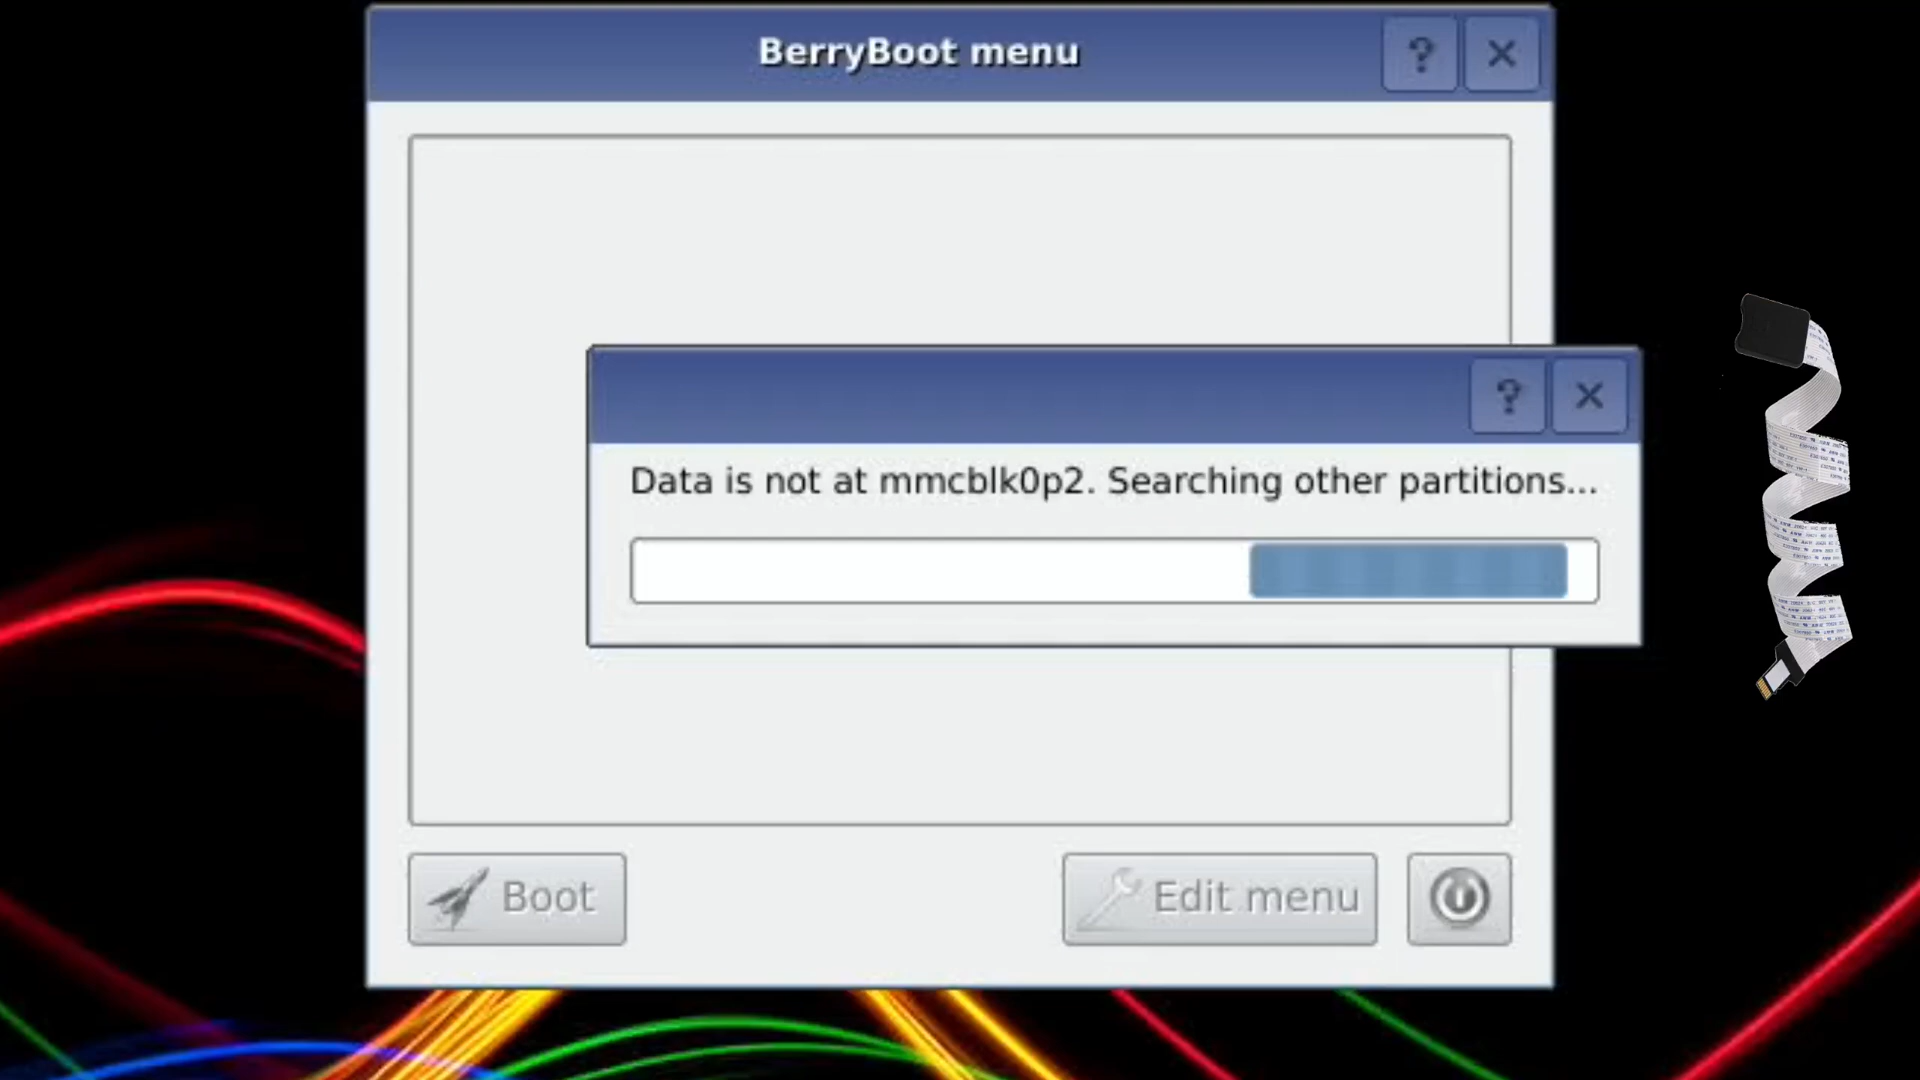 BerryBoot menu
Data is not at mmcblk0p2. Searching other partitions...
Boot
Edit menu